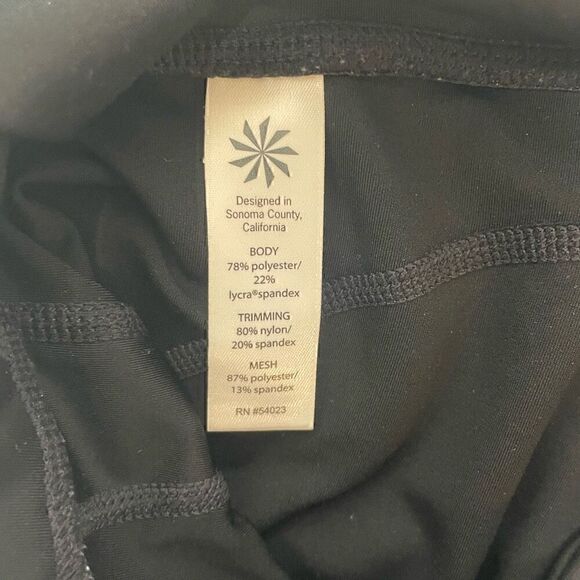 Designed in
Sonoma County,
California
BODY
78% polyester/
22%
lycra®spandex
TRIMMING
80% nylon/
20% spandex
MESH
87% polyester/
13% spandex
RN #54023